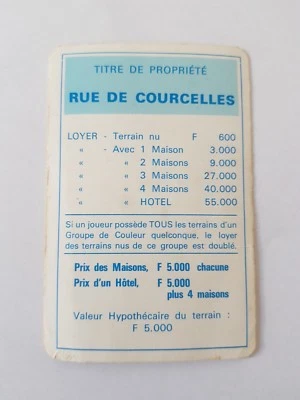 TITRE DE PROPRIÉTÉ
RUE DE COURCELLES
LOYER - Terrain nu F 600
« - Avec 1 Maison 3.000
« « 2 Maisons 9.000
« « 3 Maisons 27.000
« « 4 Maisons 40.000
« « HOTEL 55.000
Si un joueur possède TOUS les terrains d'un
Groupe de Couleur quelconque, le loyer
des terrains nus de ce groupe est doublé.
Prix des Maisons, F 5.000 chacune
Prix d'un Hôtel, F 5.000
plus 4 maisons
Valeur Hypothécaire du terrain :
F 5.000